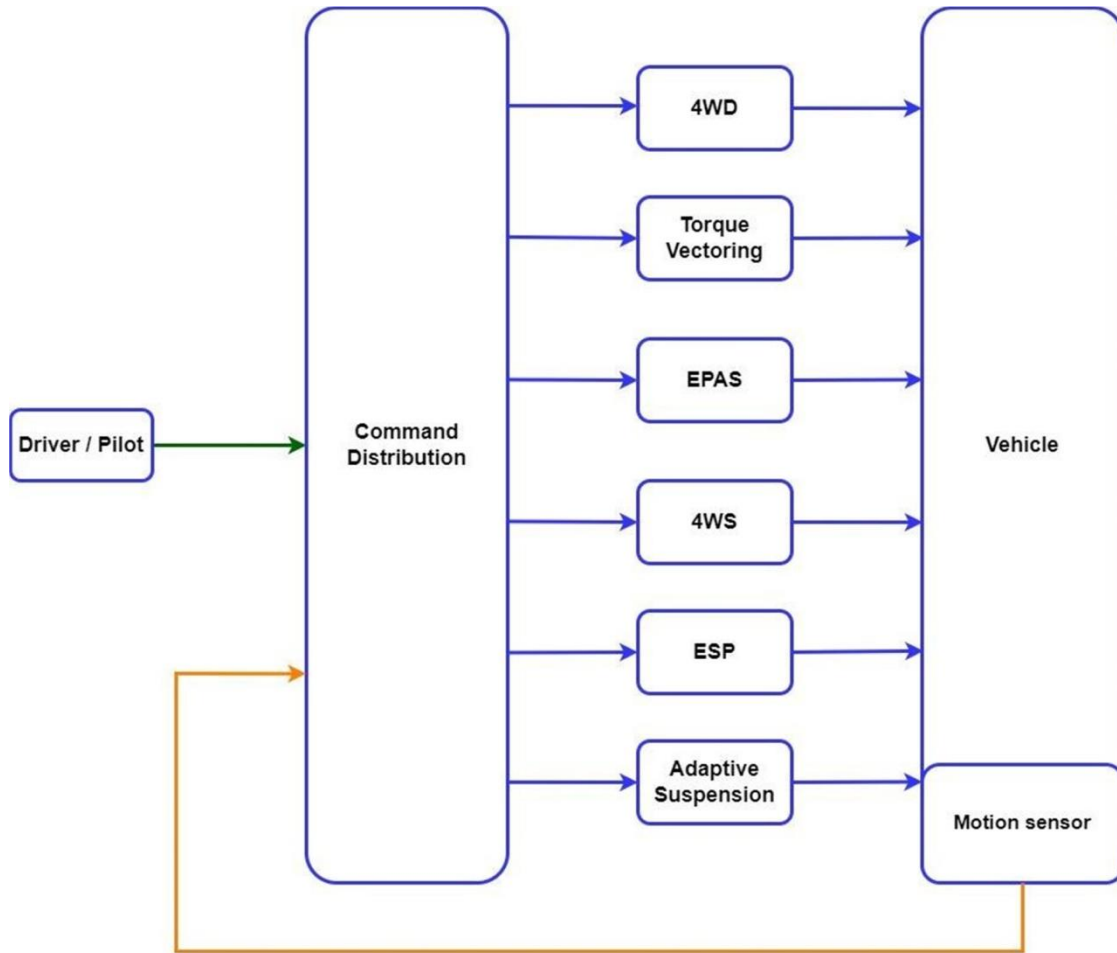 4WD
Torque
Vectoring
EPAS
Driver / Pilot
Command
Distribution
Vehicle
4WS
ESP
Adaptive
Suspension
Motion sensor